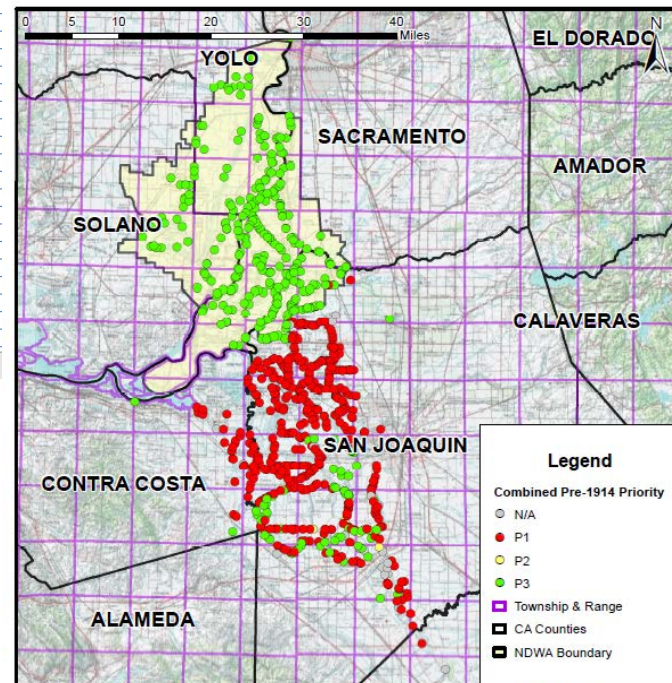 0 5 10 20 30 40
Miles
N
EL DORADO
YOLO
SACRAMENTO
AMADOR
SOLANO
CALAVERAS
SAN JOAQUIN
CONTRA COSTA
ALAMEDA
Legend
Combined Pre-1914 Priority
N/A
P1
P2
P3
Township & Range
CA Counties
NDWA Boundary